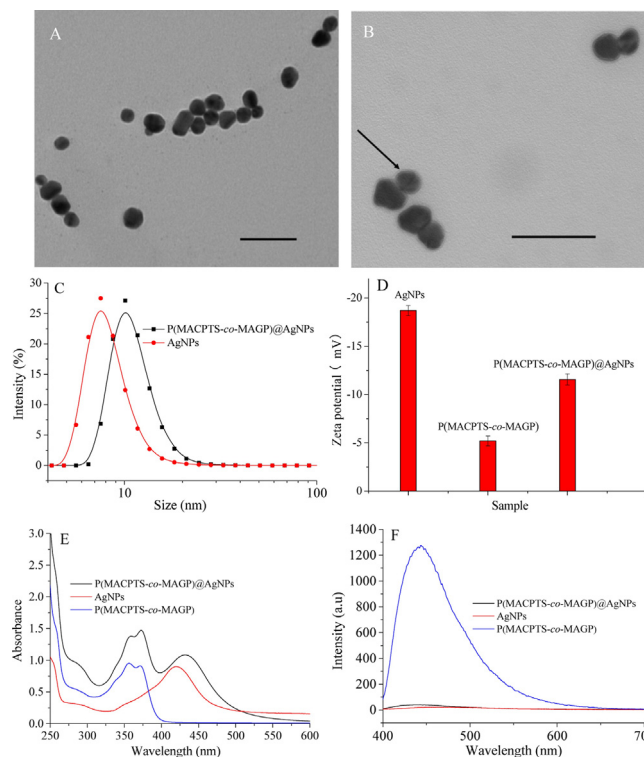 A
B
C
P(MACPTS-co-MAGP)@AgNPs
AgNPs
Intensity (%)
30
25
20
15
10
5
0
10
100
Size (nm)
D
AgNPs
P(MACPTS-co-MAGP)@AgNPs
P(MACPTS-co-MAGP)
Zeta potential ( mV)
-20
-15
-10
-5
0
Sample
E
P(MACPTS-co-MAGP)@AgNPs
AgNPs
P(MACPTS-co-MAGP)
Absorbance
3.0
2.5
2.0
1.5
1.0
0.5
0.0
250 300 350 400 450 500 550 600
Wavelength (nm)
F
P(MACPTS-co-MAGP)@AgNPs
AgNPs
P(MACPTS-co-MAGP)
Intensity (a.u)
1400
1200
1000
800
600
400
200
0
400 500 600 700
Wavelength (nm)